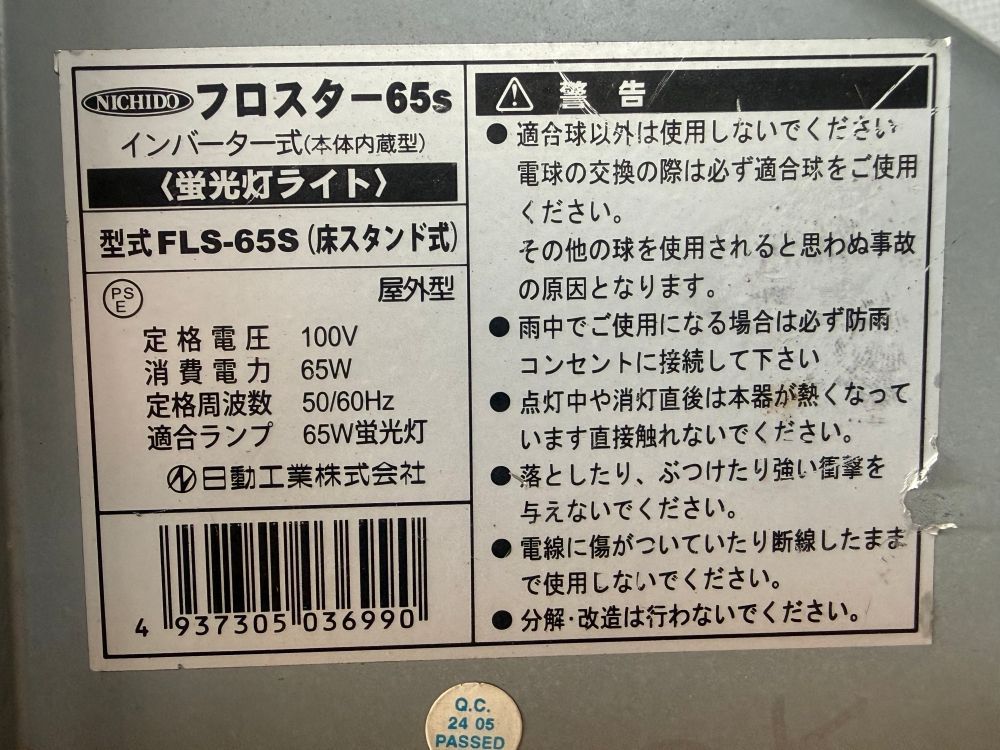 NICHIDO フロスター65s
インバーター式(本体内蔵型)
〈蛍光灯ライト〉
型式 FLS-65S (床スタンド式)
PS
E
屋外型
定格電圧 100V
消費電力 65W
定格周波数 50/60Hz
適合ランプ 65W蛍光灯
日動工業株式会社
4 937305 036990
警告
● 適合球以外は使用しないでください
電球の交換の際は必ず適合球をご使用
ください。
その他の球を使用されると思わぬ事故
の原因となります。
● 雨中でご使用になる場合は必ず防雨
コンセントに接続して下さい
● 点灯中や消灯直後は本器が熱くなって
います直接触れないでください。
● 落としたり、ぶつけたり強い衝撃を
与えないでください。
● 電線に傷がついていたり断線したまま
で使用しないでください。
● 分解・改造は行わないでください。
Q.C.
24 05
PASSED